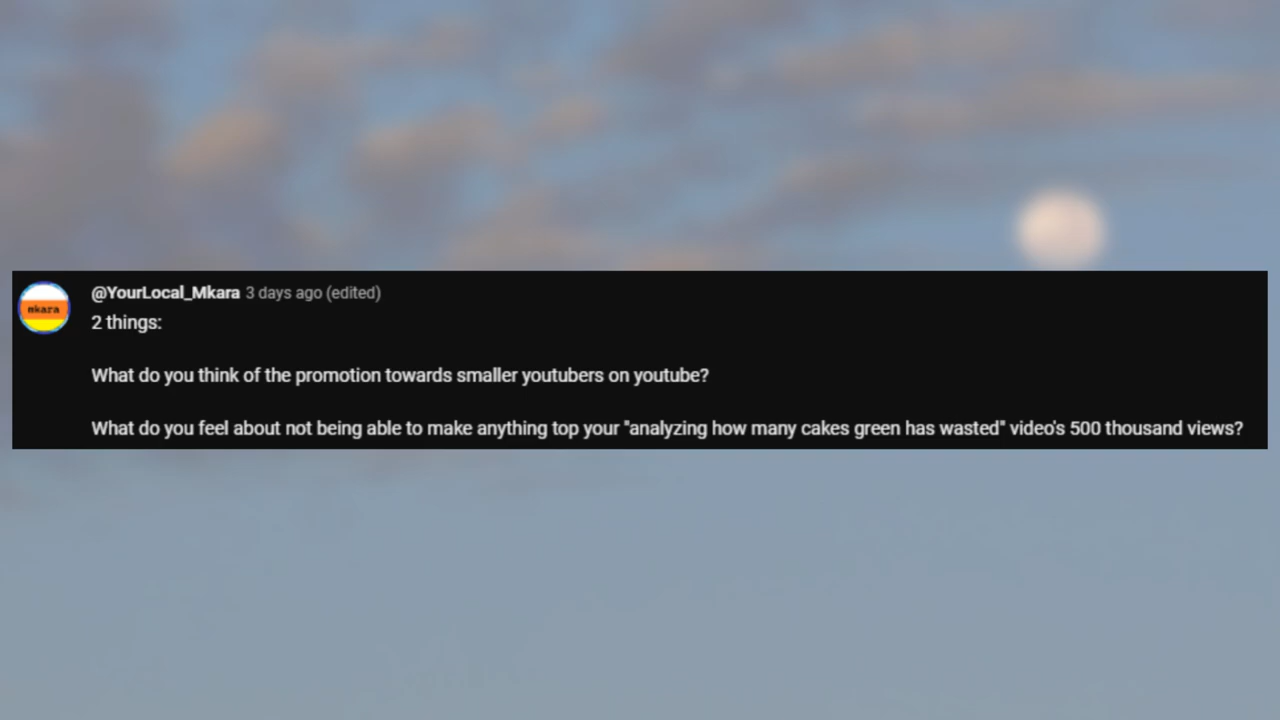 mkara
@YourLocal_Mkara 3 days ago (edited)
2 things:
What do you think of the promotion towards smaller youtubers on youtube?
What do you feel about not being able to make anything top your "analyzing how many cakes green has wasted" video's 500 thousand views?